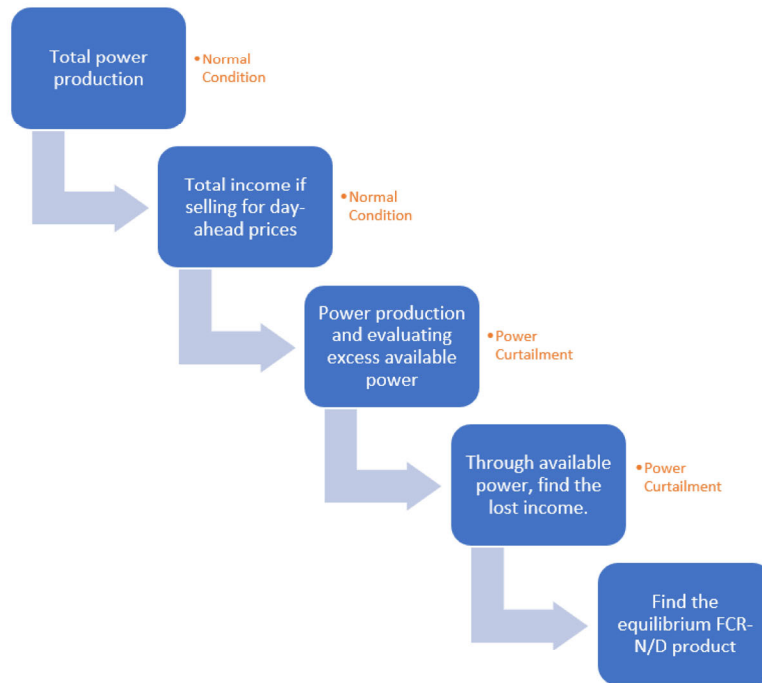 Total power
production
•Normal
Condition
Total income if
selling for day-
ahead prices
•Normal
Condition
Power production
and evaluating
excess available
power
•Power
Curtailment
Through available
power, find the
lost income.
•Power
Curtailment
Find the
equilibrium FCR-
N/D product